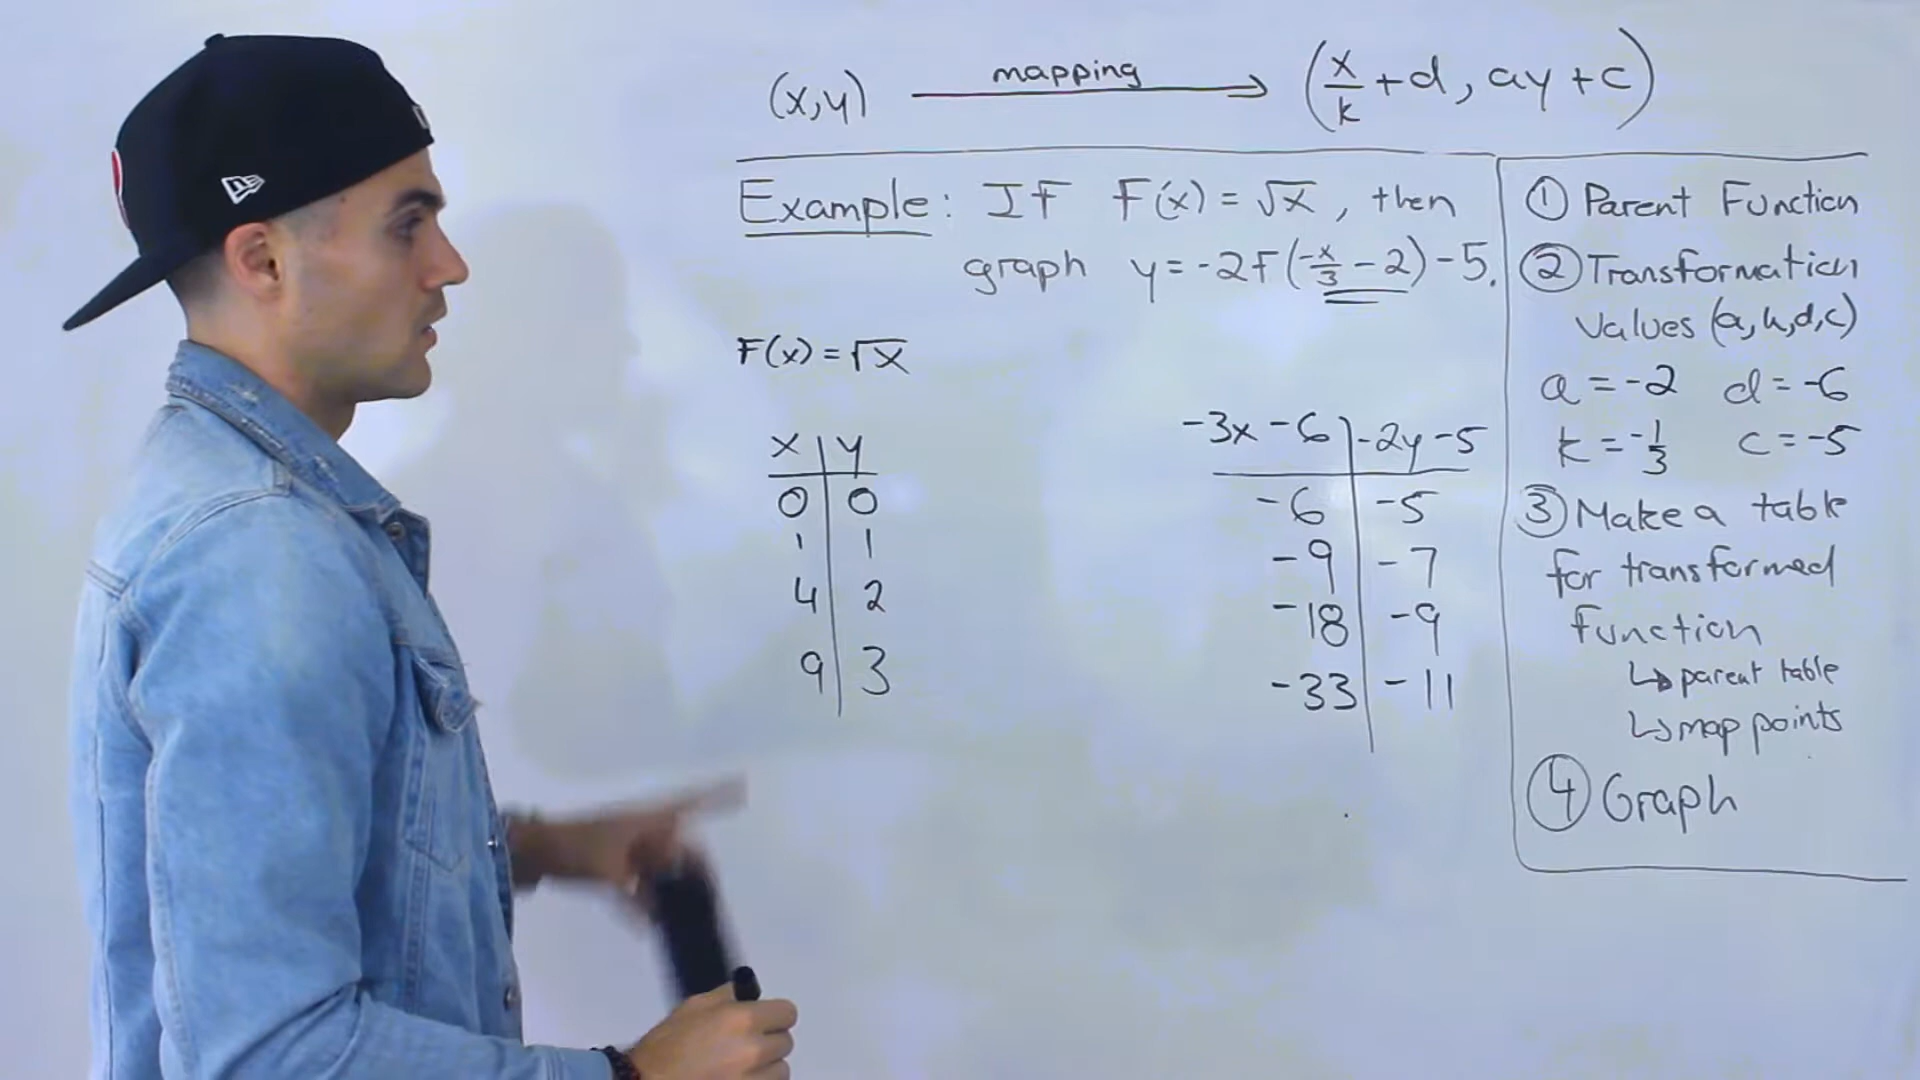 (x,y) mapping → (x/k + d, ay + c)
Example: If F(x) = √x, then
graph y = -2F(-x/3 - 2) - 5.
F(x) = √x
x | y
0 | 0
1 | 1
4 | 2
9 | 3
-3x - 6 | -2y - 5
-6 | -5
-9 | -7
-18 | -9
-33 | -11
① Parent Function
② Transformation
Values (a,k,d,c)
a = -2 d = -6
k = -1/3 c = -5
③ Make a table
for transformed
function
↳ parent table
↳ map points
④ Graph